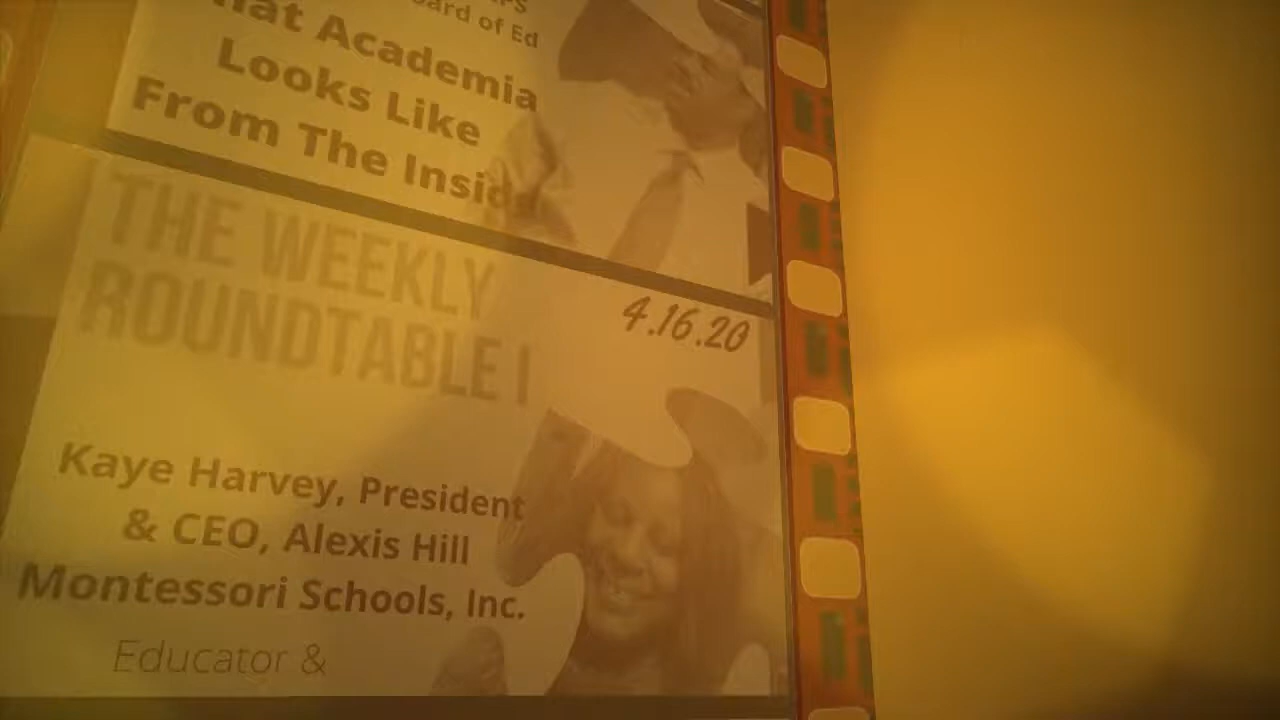 ard of Ed
hat Academia
Looks Like
From The Insid
THE WEEKLY
ROUNDTABLE I
4.16.20
Kaye Harvey, President
& CEO, Alexis Hill
Montessori Schools, Inc.
Educator &